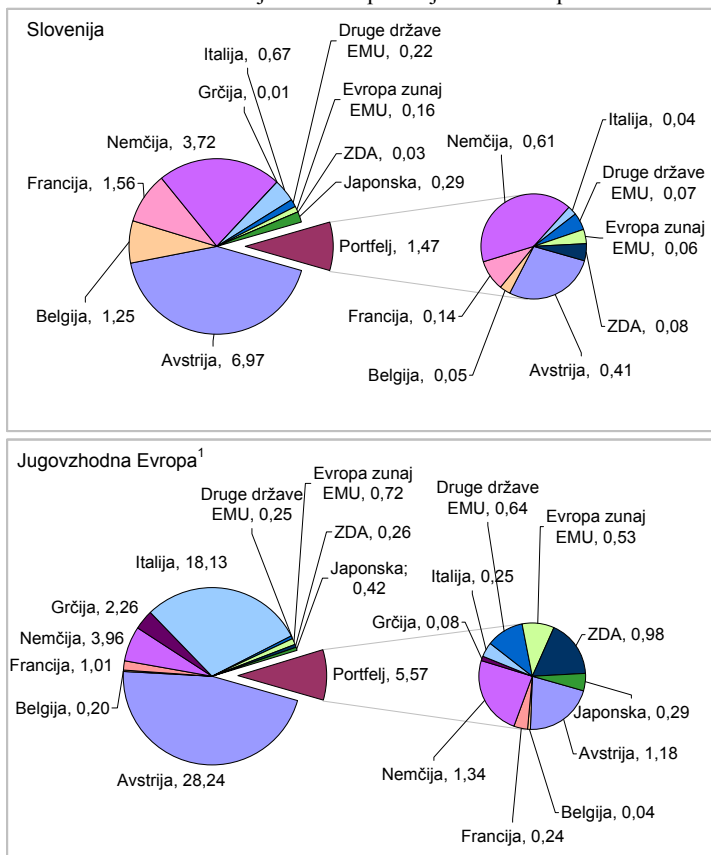 Slovenija
Italija, 0,67
Druge države
EMU, 0,22
Grčija, 0,01
Evropa zunaj
EMU, 0,16
Nemčija, 3,72
ZDA, 0,03
Francija, 1,56
Japonska, 0,29
Portfelj, 1,47
Belgija, 1,25
Avstrija, 6,97
Nemčija, 0,61
Italija, 0,04
Druge države
EMU, 0,07
Evropa zunaj
EMU, 0,06
Francija, 0,14
ZDA, 0,08
Belgija, 0,05
Avstrija, 0,41
Jugovzhodna Evropa¹
Druge države
EMU, 0,25
Evropa zunaj
EMU, 0,72
ZDA, 0,26
Italija, 18,13
Japonska;
0,42
Grčija, 2,26
Nemčija, 3,96
Francija, 1,01
Portfelj, 5,57
Belgija, 0,20
Avstrija, 28,24
Druge države
EMU, 0,64
Evropa zunaj
EMU, 0,53
Italija, 0,25
Grčija, 0,08
ZDA, 0,98
Japonska, 0,29
Avstrija, 1,18
Nemčija, 1,34
Belgija, 0,04
Francija, 0,24